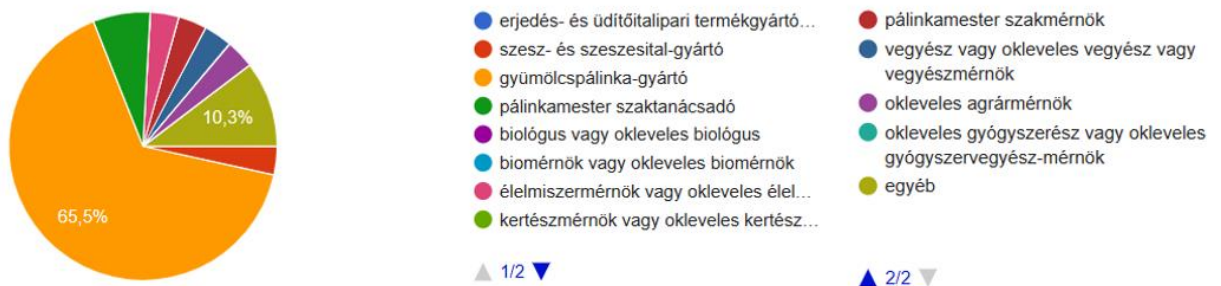 10,3%
65,5%
erjedés- és üdítőitalipari termékgyártó…
szesz- és szeszesital-gyártó
gyümölcspálinka-gyártó
pálinkamester szaktanácsadó
biológus vagy okleveles biológus
biomérnök vagy okleveles biomérnök
élelmiszermérnök vagy okleveles élel…
kertészmérnök vagy okleveles kertész…
1/2
pálinkamester szakmérnök
vegyész vagy okleveles vegyész vagy
vegyészmérnök
okleveles agrármérnök
okleveles gyógyszerész vagy okleveles
gyógyszervegyész-mérnök
egyéb
2/2